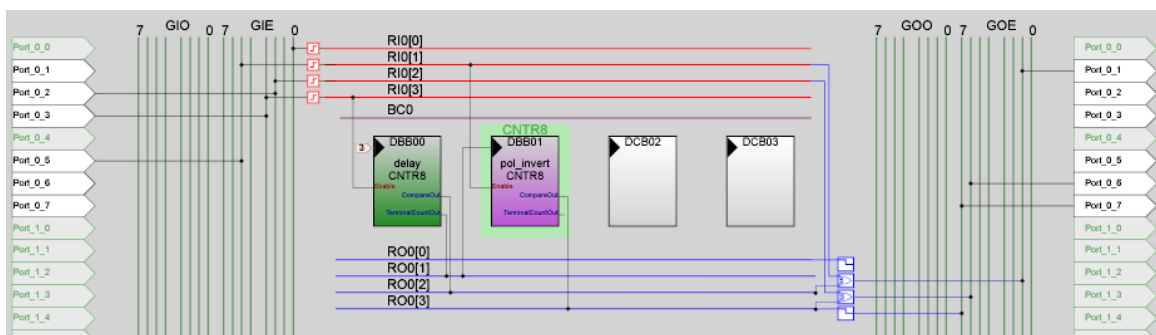 7 GIO 0 7 GIE 0
7 GOO 0 7 GOE 0
Port_0_0
Port_0_1
Port_0_2
Port_0_3
Port_0_4
Port_0_5
Port_0_6
Port_0_7
Port_1_0
Port_1_1
Port_1_2
Port_1_3
Port_1_4
RI0[0]
RI0[1]
RI0[2]
RI0[3]
BC0
CNTR8
3
DBB00
delay
CNTR8
Enable
CompareOut
TerminalCountOut
DBB01
pol_invert
CNTR8
Enable
CompareOut
TerminalCountOut
DCB02
DCB03
RO0[0]
RO0[1]
RO0[2]
RO0[3]
Port_0_0
Port_0_1
Port_0_2
Port_0_3
Port_0_4
Port_0_5
Port_0_6
Port_0_7
Port_1_0
Port_1_1
Port_1_2
Port_1_3
Port_1_4